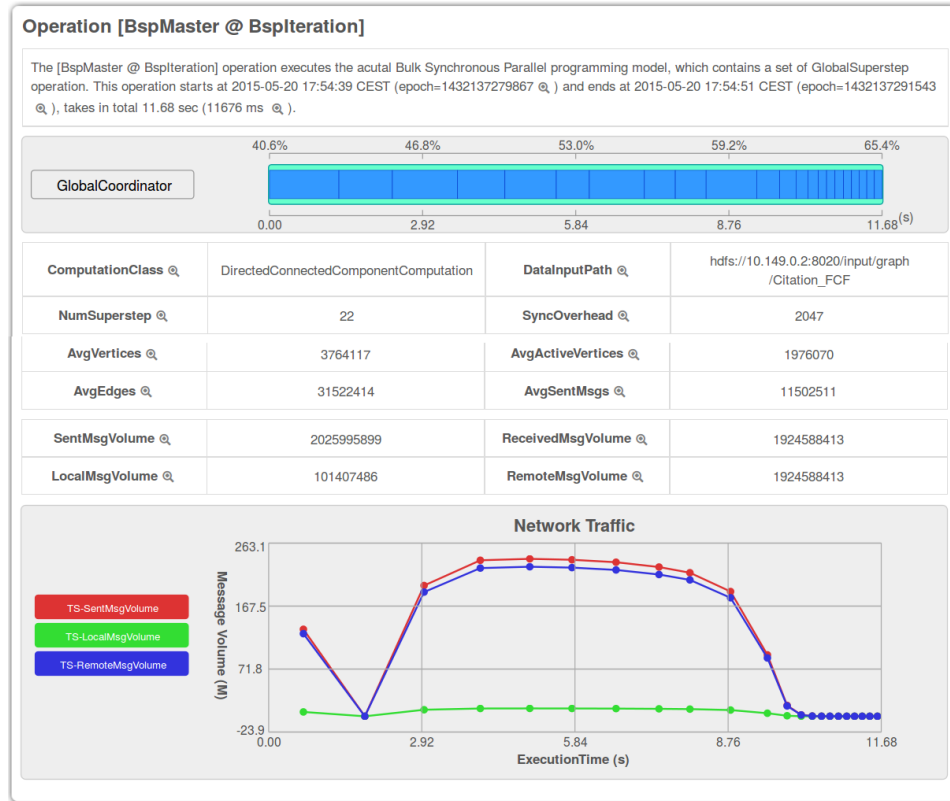 Operation [BspMaster @ BspIteration]
The [BspMaster @ BspIteration] operation executes the acutal Bulk Synchronous Parallel programming model, which contains a set of GlobalSuperstep
operation. This operation starts at 2015-05-20 17:54:39 CEST (epoch=1432137279867 ) and ends at 2015-05-20 17:54:51 CEST (epoch=1432137291543
), takes in total 11.68 sec (11676 ms ).
40.6% 46.8% 53.0% 59.2% 65.4%
GlobalCoordinator
0.00 2.92 5.84 8.76 11.68 (s)
ComputationClass DirectedConnectedComponentComputation DataInputPath hdfs://10.149.0.2:8020/input/graph
/Citation_FCF
NumSuperstep 22 SyncOverhead 2047
AvgVertices 3764117 AvgActiveVertices 1976070
AvgEdges 31522414 AvgSentMsgs 11502511
SentMsgVolume 2025995899 ReceivedMsgVolume 1924588413
LocalMsgVolume 101407486 RemoteMsgVolume 1924588413
Network Traffic
TS-SentMsgVolume
TS-LocalMsgVolume
TS-RemoteMsgVolume
Message Volume (M)
263.1
167.5
71.8
-23.9
0.00 2.92 5.84 8.76 11.68
ExecutionTime (s)